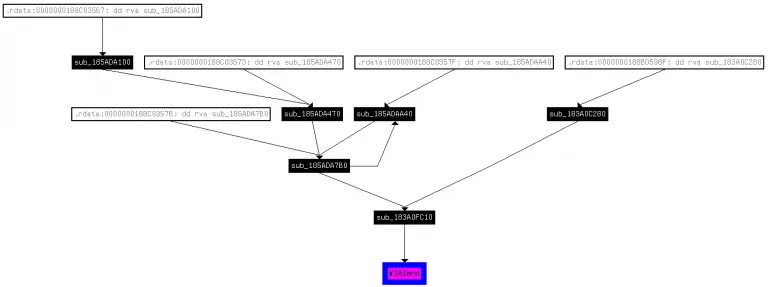 .rdata:0000000188C03567: dd rva sub_185ADA100
sub_185ADA100
.rdata:0000000188C03573: dd rva sub_185ADA470
.rdata:0000000188C0357F: dd rva sub_185ADAA40
.rdata:0000000188BD598F: dd rva sub_183A0C280
.rdata:0000000188C0357B: dd rva sub_185ADA7B0
sub_185ADA470
sub_185ADAA40
sub_183A0C280
sub_185ADA7B0
sub_183A0FC10
WSASend